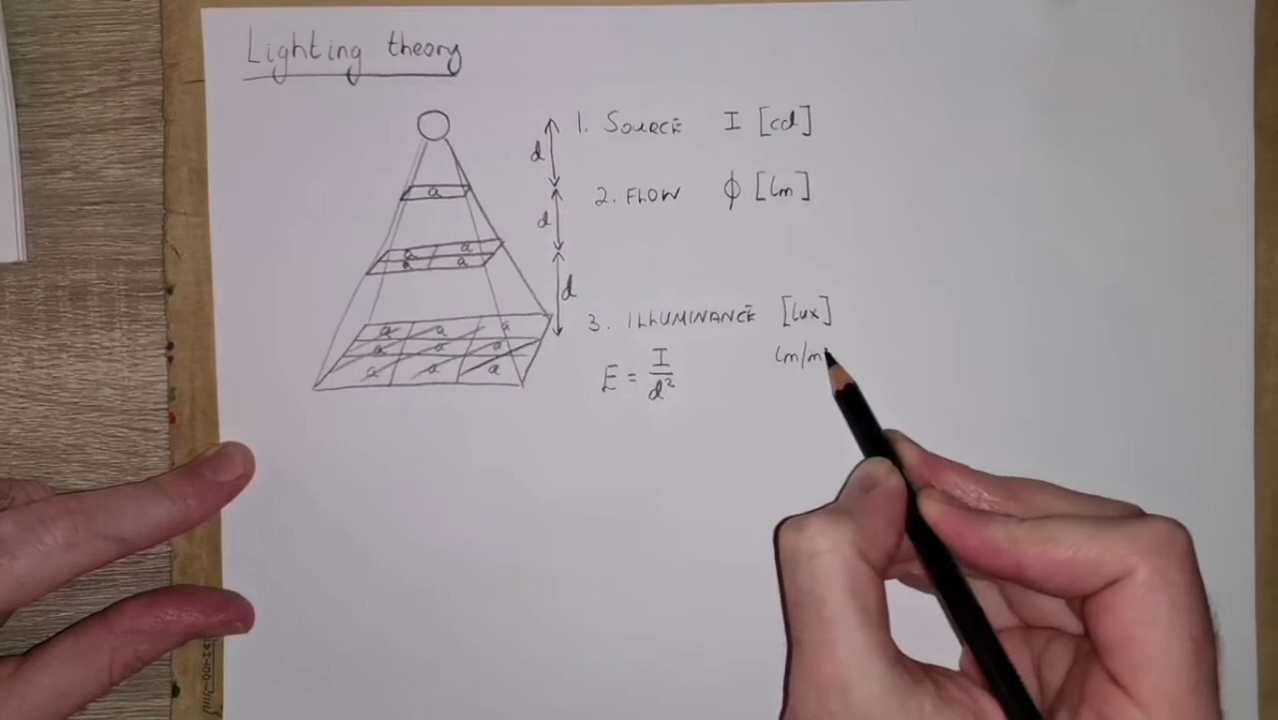 Lighting theory
1. SOURCE I [cd]
d
2. FLOW ϕ [lm]
a
d
a a
a a
d
3. ILLUMINANCE [lux]
a a a
a a a
a a a
lm/m
E = I/d²